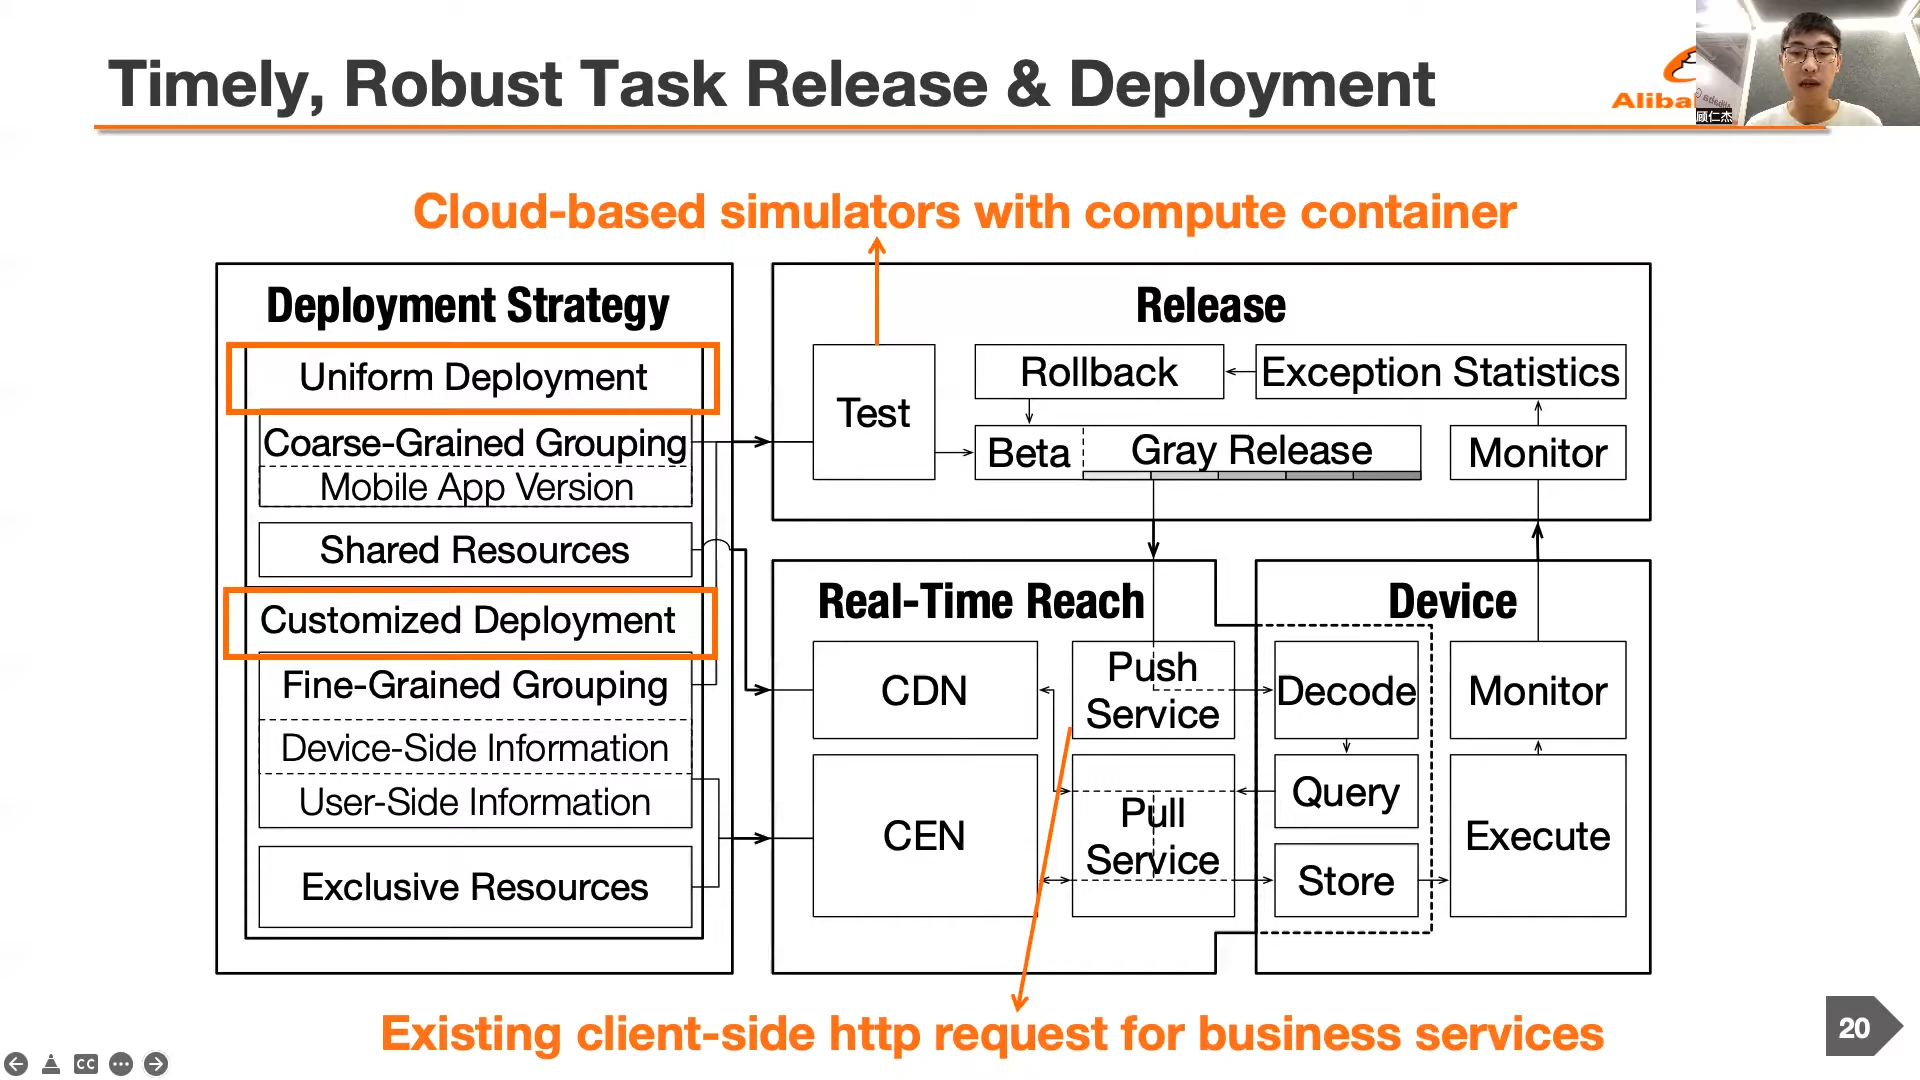 Timely, Robust Task Release & Deployment
Aliba
顾仁杰
Cloud-based simulators with compute container
Deployment Strategy
Uniform Deployment
Coarse-Grained Grouping
Mobile App Version
Shared Resources
Customized Deployment
Fine-Grained Grouping
Device-Side Information
User-Side Information
Exclusive Resources
Release
Test
Rollback
Exception Statistics
Beta
Gray Release
Monitor
Real-Time Reach
CDN
Push
Service
CEN
Pull
Service
Device
Decode
Monitor
Query
Execute
Store
Existing client-side http request for business services
20
CC